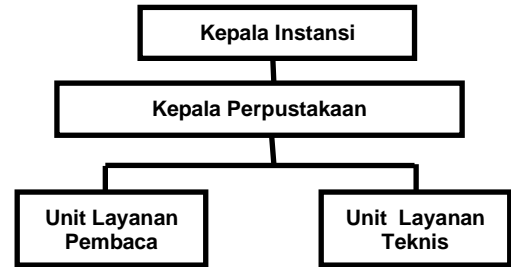 Kepala Instansi
Kepala Perpustakaan
Unit Layanan
Pembaca
Unit Layanan
Teknis